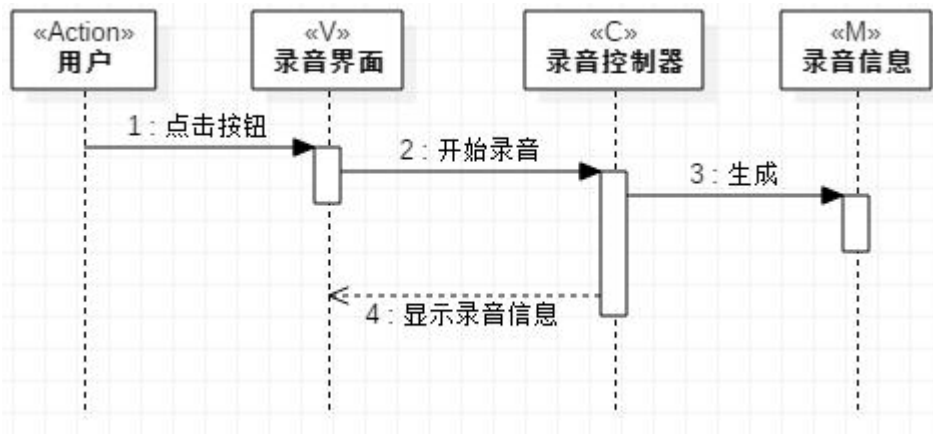 «Action»
用户
«V»
录音界面
«C»
录音控制器
«M»
录音信息
1 : 点击按钮
2 : 开始录音
3 : 生成
4 : 显示录音信息